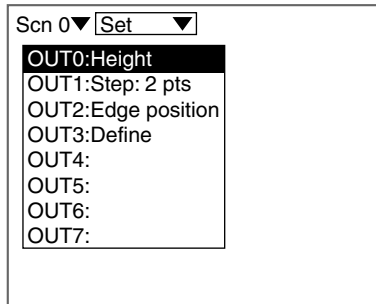 Scn 0▼ Set ▼
OUT0:Height
OUT1:Step: 2 pts
OUT2:Edge position
OUT3:Define
OUT4:
OUT5:
OUT6:
OUT7: